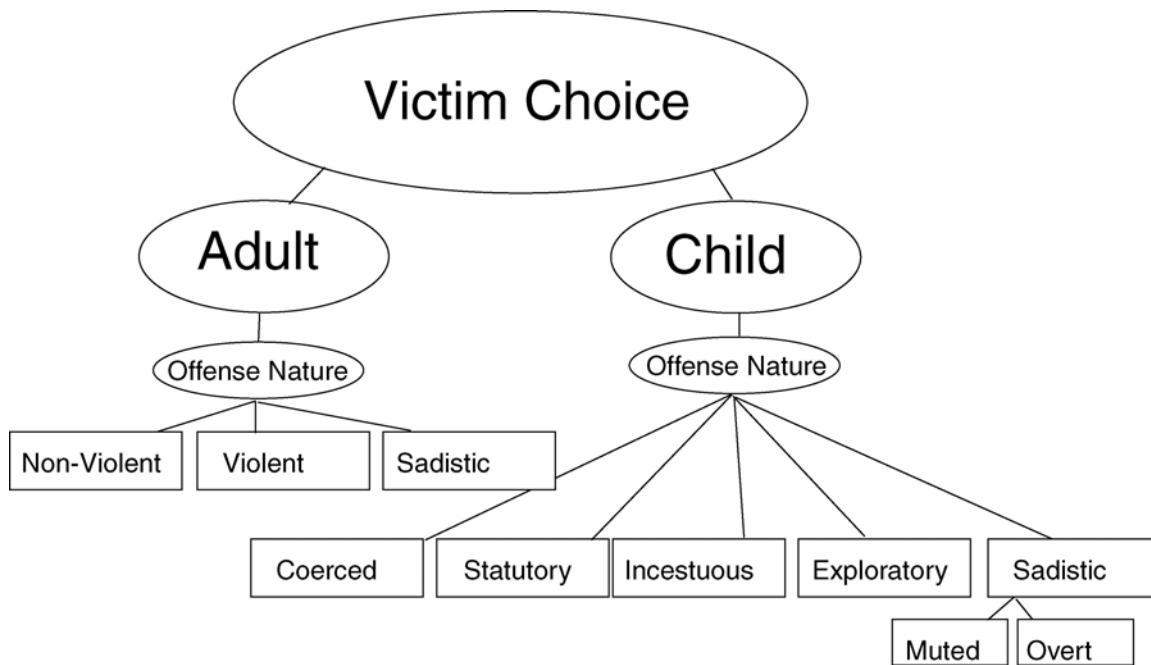 Victim Choice
Adult
Child
Offense Nature
Offense Nature
Non-Violent
Violent
Sadistic
Coerced
Statutory
Incestuous
Exploratory
Sadistic
Muted
Overt